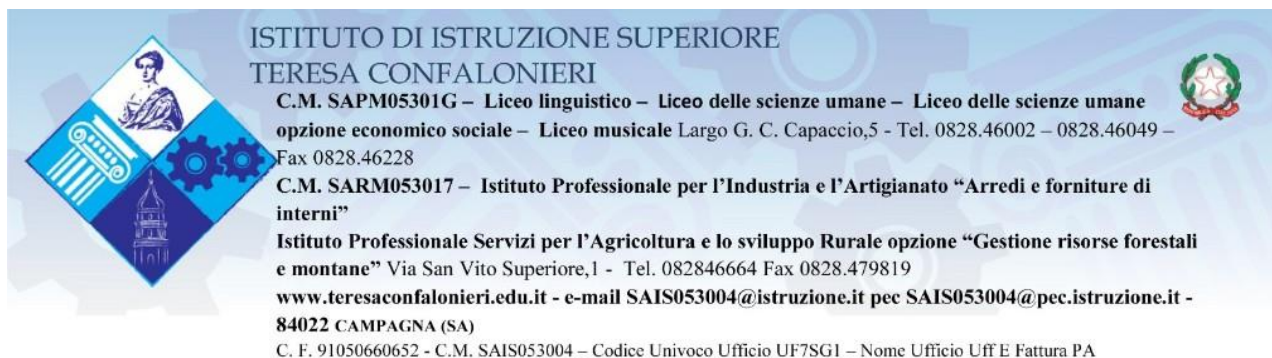 ISTITUTO DI ISTRUZIONE SUPERIORE
TERESA CONFALONIERI
C.M. SAPM05301G – Liceo linguistico – Liceo delle scienze umane – Liceo delle scienze umane
opzione economico sociale – Liceo musicale Largo G. C. Capaccio,5 - Tel. 0828.46002 – 0828.46049 –
Fax 0828.46228
C.M. SARM053017 – Istituto Professionale per l’Industria e l’Artigianato “Arredi e forniture di
interni”
Istituto Professionale Servizi per l’Agricoltura e lo sviluppo Rurale opzione “Gestione risorse forestali
e montane” Via San Vito Superiore,1 - Tel. 082846664 Fax 0828.479819
www.teresaconfalonieri.edu.it - e-mail SAIS053004@istruzione.it pec SAIS053004@pec.istruzione.it -
84022 CAMPAGNA (SA)
C. F. 91050660652 - C.M. SAIS053004 – Codice Univoco Ufficio UF7SG1 – Nome Ufficio Uff E Fattura PA